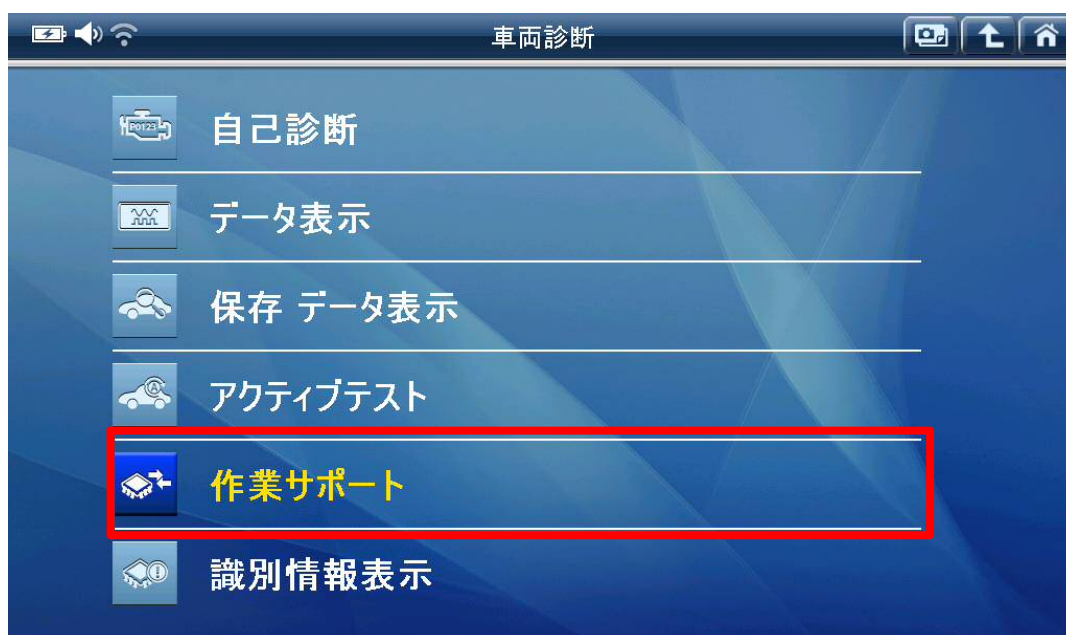 車両診断
P0123
自己診断
データ表示
保存 データ表示
アクティブテスト
作業サポート
識別情報表示